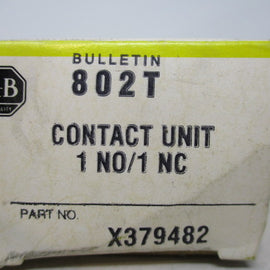 BULLETIN
802T
-B
CONTACT UNIT
1 NO/1 NC
PART NO.
X379482